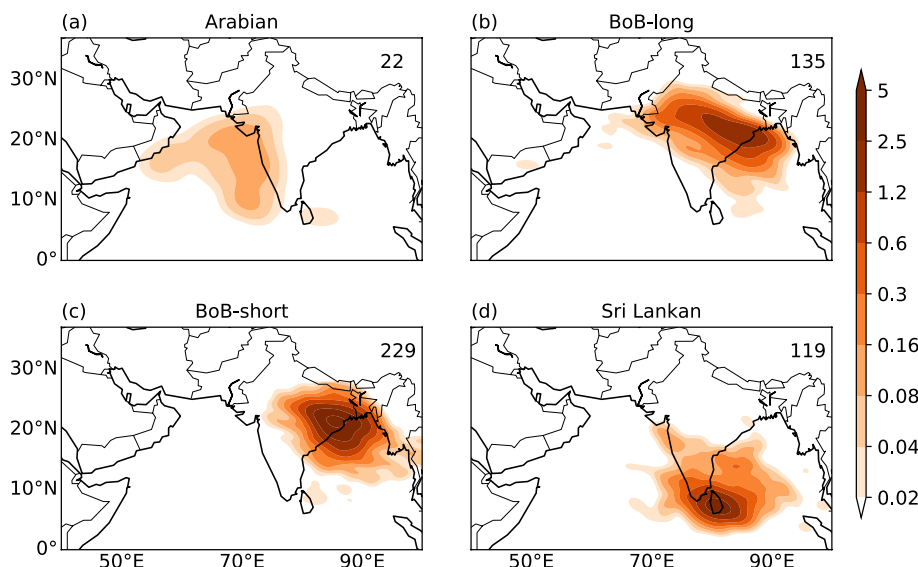 (a) Arabian
22
30°N
20°N
10°N
0°
(b) BoB-long
135
(c) BoB-short
229
30°N
20°N
10°N
0°
50°E 70°E 90°E
(d) Sri Lankan
119
50°E 70°E 90°E
5
2.5
1.2
0.6
0.3
0.16
0.08
0.04
0.02